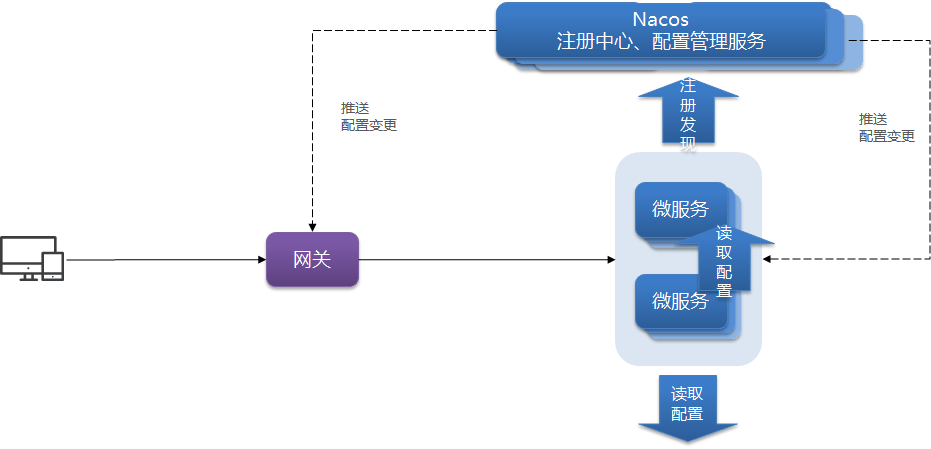 Nacos
注册中心、配置管理服务
推送
配置变更
注
册
发
现
推送
配置变更
网关
微服务
读
取
配
置
微服务
读取
配置